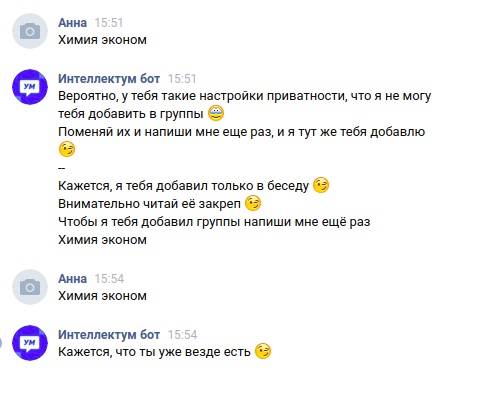 Анна 15:51
Химия эконом
Интеллектум бот 15:51
Вероятно, у тебя такие настройки приватности, что я не могу
тебя добавить в группы
Поменяй их и напиши мне еще раз, и я тут же тебя добавлю
--
Кажется, я тебя добавил только в беседу
Внимательно читай её закреп
Чтобы я тебя добавил группы напиши мне ещё раз
Химия эконом
Анна 15:54
Химия эконом
Интеллектум бот 15:54
Кажется, что ты уже везде есть
УМ
УМ